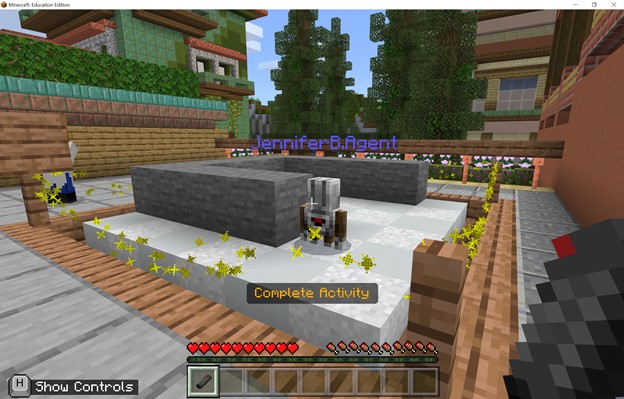 Minecraft Education Edition
JenniferB.Agent
Complete Activity
H Show Controls